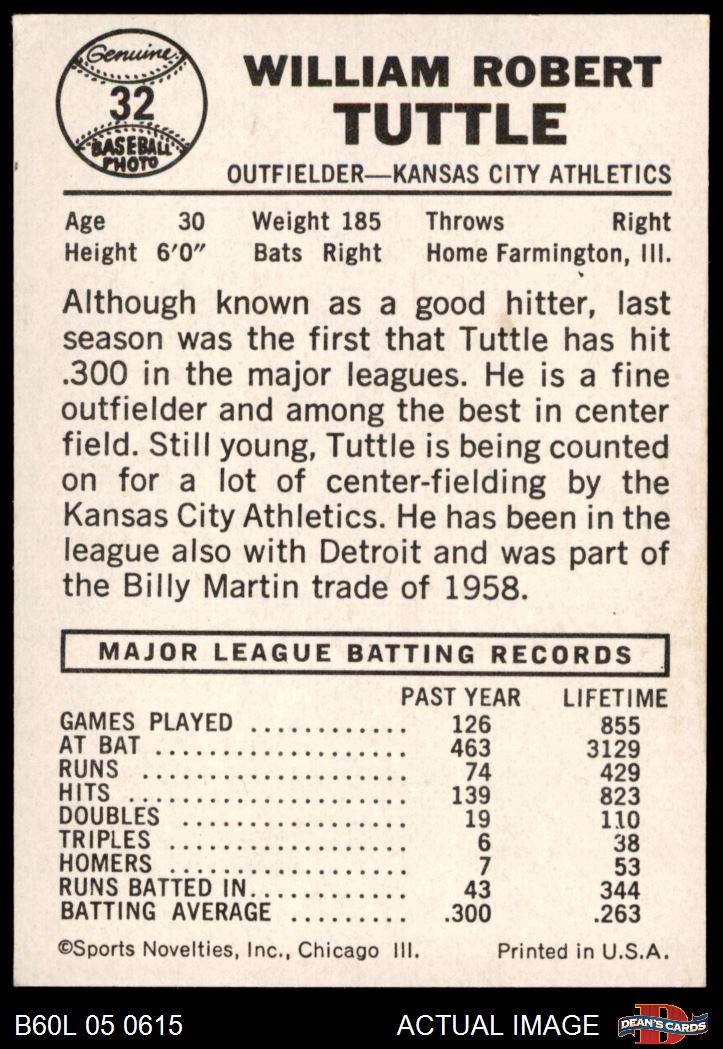 Genuine
32
BASEBALL
PHOTO
WILLIAM ROBERT
TUTTLE
OUTFIELDER—KANSAS CITY ATHLETICS
Age 30 Weight 185 Throws Right
Height 6'0" Bats Right Home Farmington, Ill.
Although known as a good hitter, last
season was the first that Tuttle has hit
.300 in the major leagues. He is a fine
outfielder and among the best in center
field. Still young, Tuttle is being counted
on for a lot of center-fielding by the
Kansas City Athletics. He has been in the
league also with Detroit and was part of
the Billy Martin trade of 1958.
MAJOR LEAGUE BATTING RECORDS
PAST YEAR LIFETIME
GAMES PLAYED ............ 126 855
AT BAT ................... 463 3129
RUNS .................... 74 429
HITS ..................... 139 823
DOUBLES ................. 19 110
TRIPLES .................. 6 38
HOMERS .................. 7 53
RUNS BATTED IN............ 43 344
BATTING AVERAGE ......... .300 .263
©Sports Novelties, Inc., Chicago Ill. Printed in U.S.A.
B60L 05 0615 ACTUAL IMAGE D DEAN'S CARDS